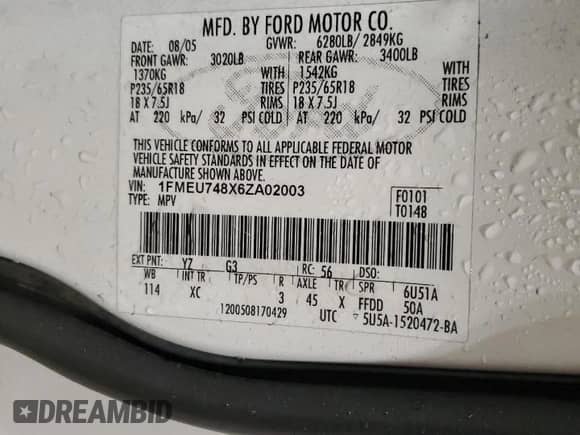 MFD. BY FORD MOTOR CO.
DATE: 08/05 GVWR: 6280LB/ 2849KG
FRONT GAWR: 3020LB REAR GAWR: 3400LB
1370KG WITH 1542KG WITH
P235/65R18 TIRES P235/65R18 TIRES
18 X 7.5J RIMS 18 X 7.5J RIMS
AT 220 kPa/ 32 PSI COLD AT 220 kPa/ 32 PSI COLD
THIS VEHICLE CONFORMS TO ALL APPLICABLE FEDERAL MOTOR
VEHICLE SAFETY STANDARDS IN EFFECT ON THE DATE OF
MANUFACTURE SHOWN ABOVE.
VIN: 1FMEU748X6ZA02003 F0101
TYPE: MPV T0148
EXT PNT: YZ G3 RC: 56 DSO:
WB INT TR TP/PS R AXLE TR SPR 6U51A
114 XC 3 45 X FFDD 50A
1200508170429 UTC 5U5A-1520472-BA
DREAMBID